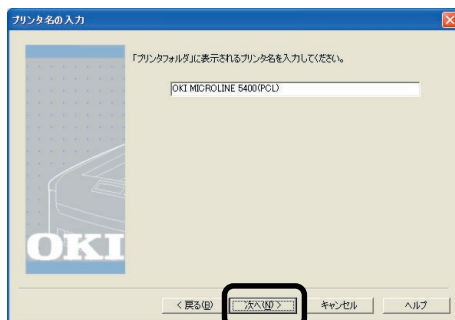 プリンタ名の入力
「プリンタフォルダ」に表示されるプリンタ名を入力してください。
OKI MICROLINE 5400(PCL)
OKI
< 戻る(B)
次へ(N) >
キャンセル
ヘルプ